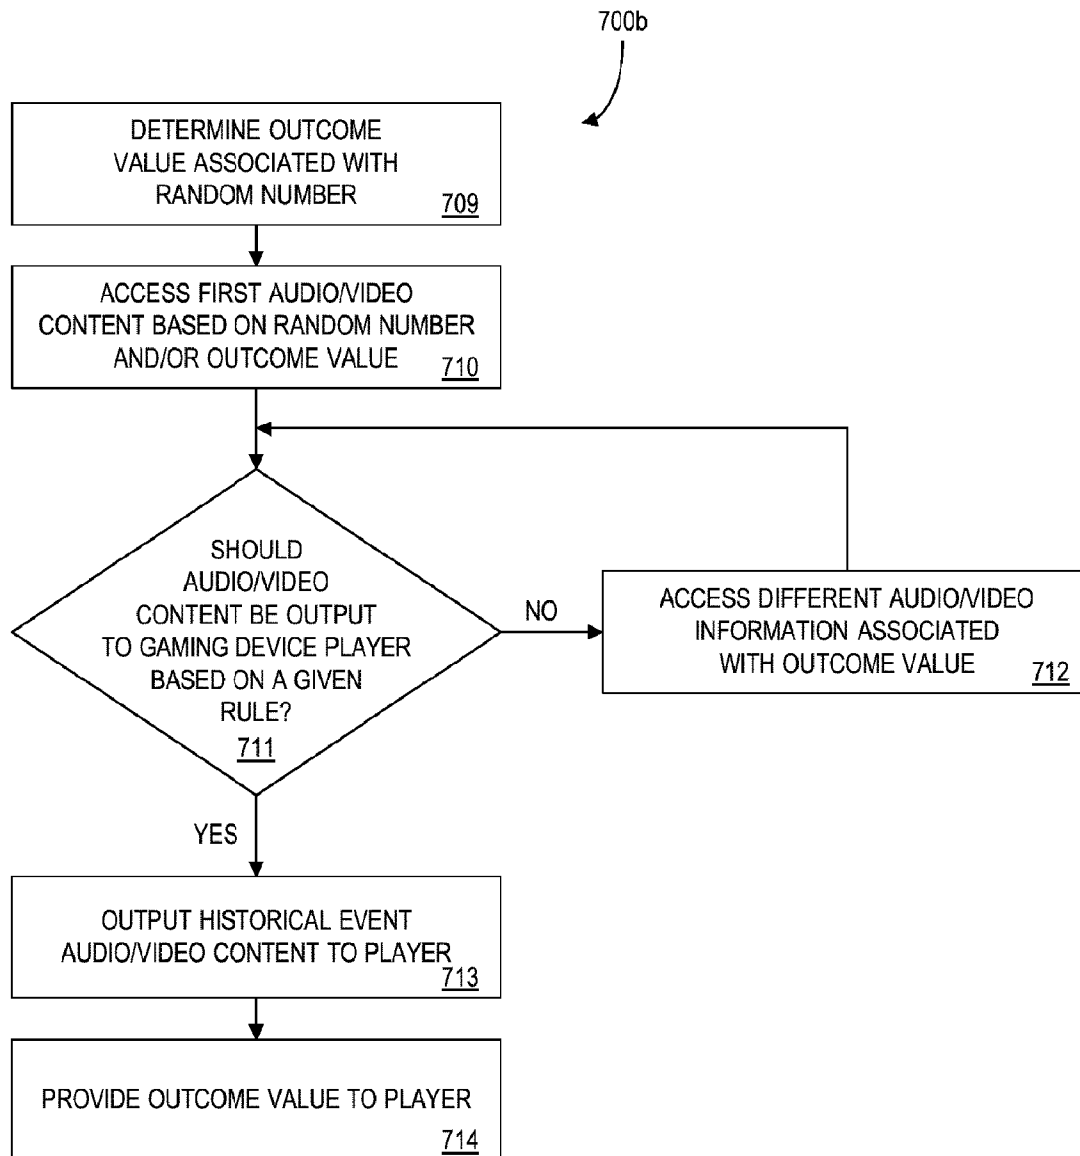 700b
DETERMINE OUTCOME
VALUE ASSOCIATED WITH
RANDOM NUMBER
709
ACCESS FIRST AUDIO/VIDEO
CONTENT BASED ON RANDOM NUMBER
AND/OR OUTCOME VALUE
710
SHOULD
AUDIO/VIDEO
CONTENT BE OUTPUT
TO GAMING DEVICE PLAYER
BASED ON A GIVEN
RULE?
711
NO
ACCESS DIFFERENT AUDIO/VIDEO
INFORMATION ASSOCIATED
WITH OUTCOME VALUE
712
YES
OUTPUT HISTORICAL EVENT
AUDIO/VIDEO CONTENT TO PLAYER
713
PROVIDE OUTCOME VALUE TO PLAYER
714